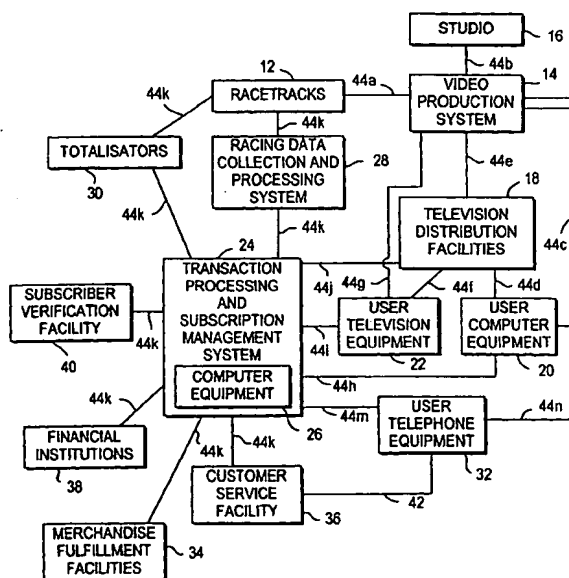 STUDIO
16
44b
12
44a
14
VIDEO
PRODUCTION
SYSTEM
44k
RACETRACKS
44k
TOTALISATORS
30
RACING DATA
COLLECTION AND
PROCESSING
SYSTEM
28
44e
18
44k
44k
TELEVISION
DISTRIBUTION
FACILITIES
44c
24
TRANSACTION
PROCESSING
AND
SUBSCRIPTION
MANAGEMENT
SYSTEM
44j
44g
44f
44d
SUBSCRIBER
VERIFICATION
FACILITY
40
44k
44i
USER
TELEVISION
EQUIPMENT
22
USER
COMPUTER
EQUIPMENT
20
COMPUTER
EQUIPMENT
26
44h
44k
44k
44k
44m
44n
FINANCIAL
INSTITUTIONS
38
USER
TELEPHONE
EQUIPMENT
32
CUSTOMER
SERVICE
FACILITY
36
42
MERCHANDISE
FULFILLMENT
FACILITIES
34